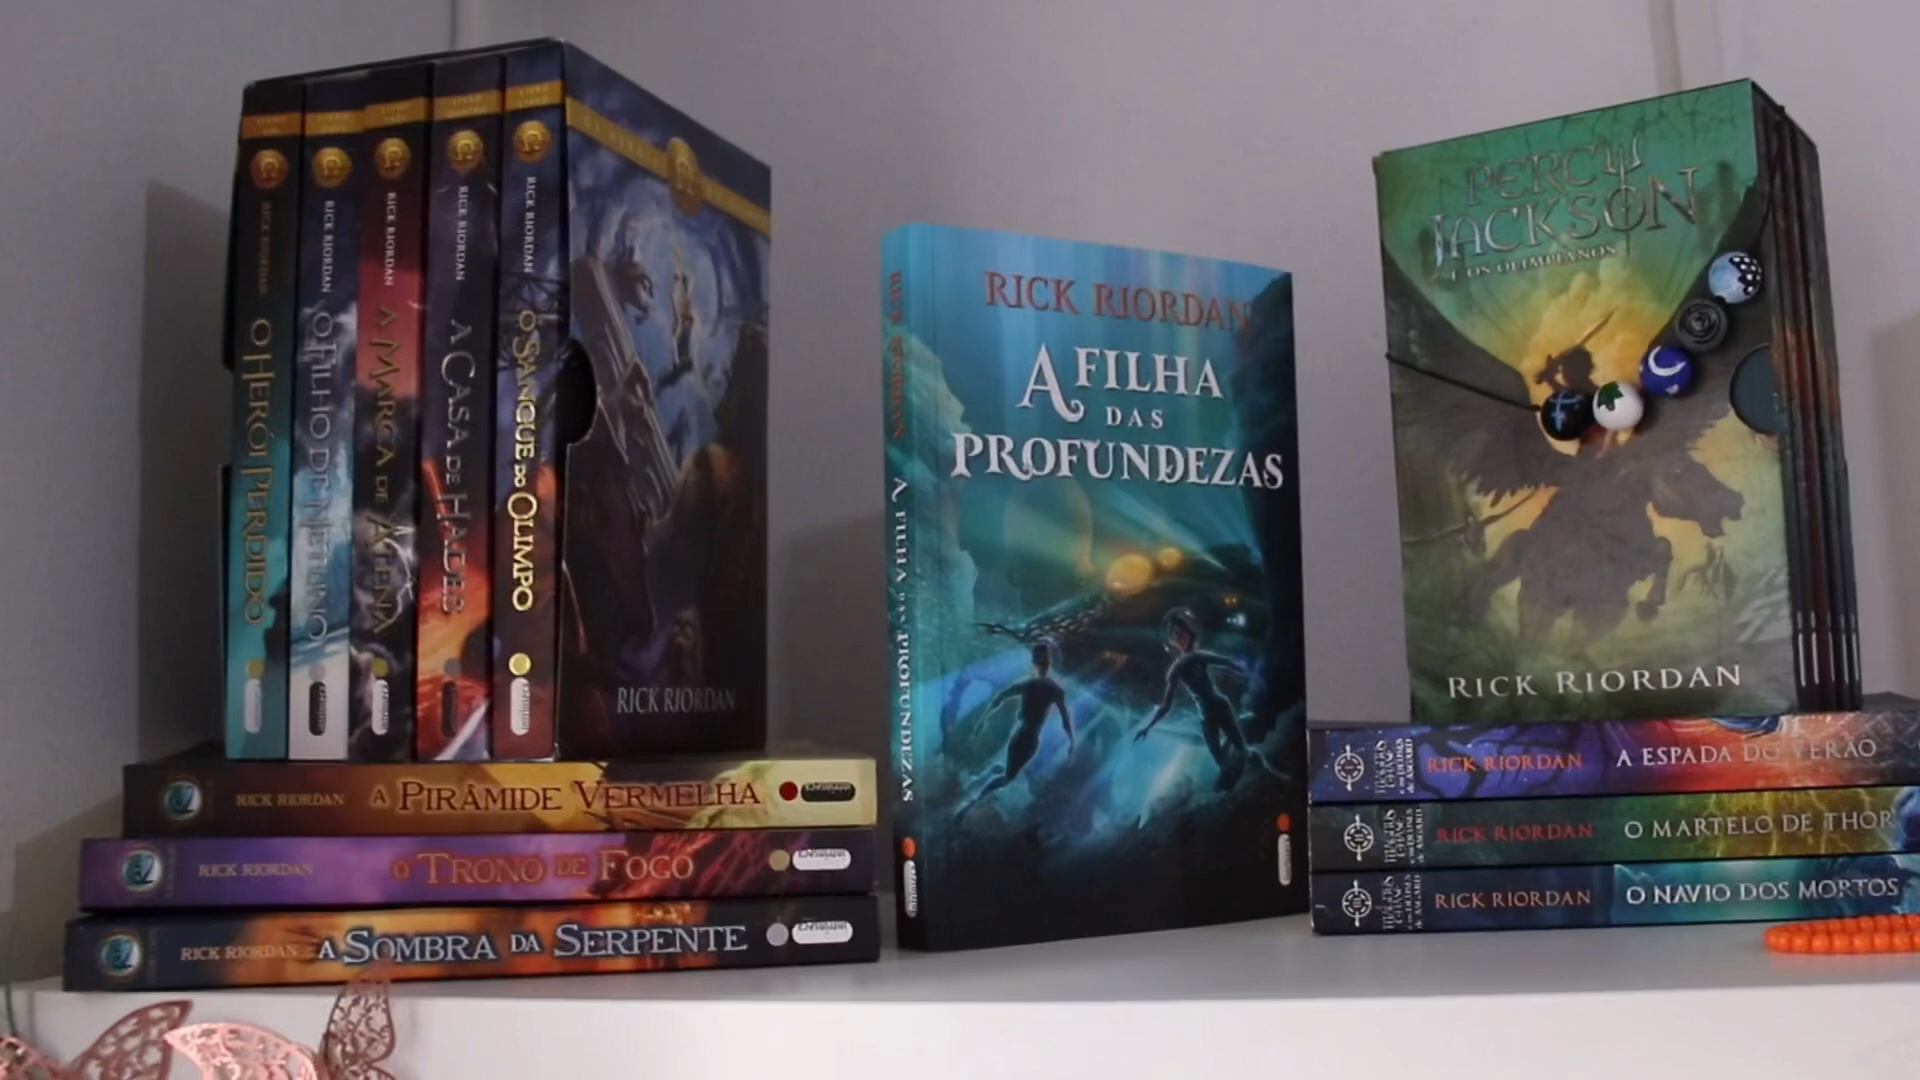 RICK RIORDAN O HERÓI PERDIDO
RICK RIORDAN O FILHO DE NETUNO
RICK RIORDAN A MARCA DE ATENA
RICK RIORDAN A CASA DE HADES
RICK RIORDAN O SANGUE DO OLIMPO
RICK RIORDAN
RICK RIORDAN A PIRÂMIDE VERMELHA
RICK RIORDAN O TRONO DE FOGO
RICK RIORDAN A SOMBRA DA SERPENTE
RICK RIORDAN A FILHA DAS PROFUNDEZAS
RICK RIORDAN
A FILHA
DAS
PROFUNDEZAS
PERCY
JACKSON
E OS OLIMPIANOS
RICK RIORDAN
RICK RIORDAN A ESPADA DO VERÃO
RICK RIORDAN O MARTELO DE THOR
RICK RIORDAN O NAVIO DOS MORTOS